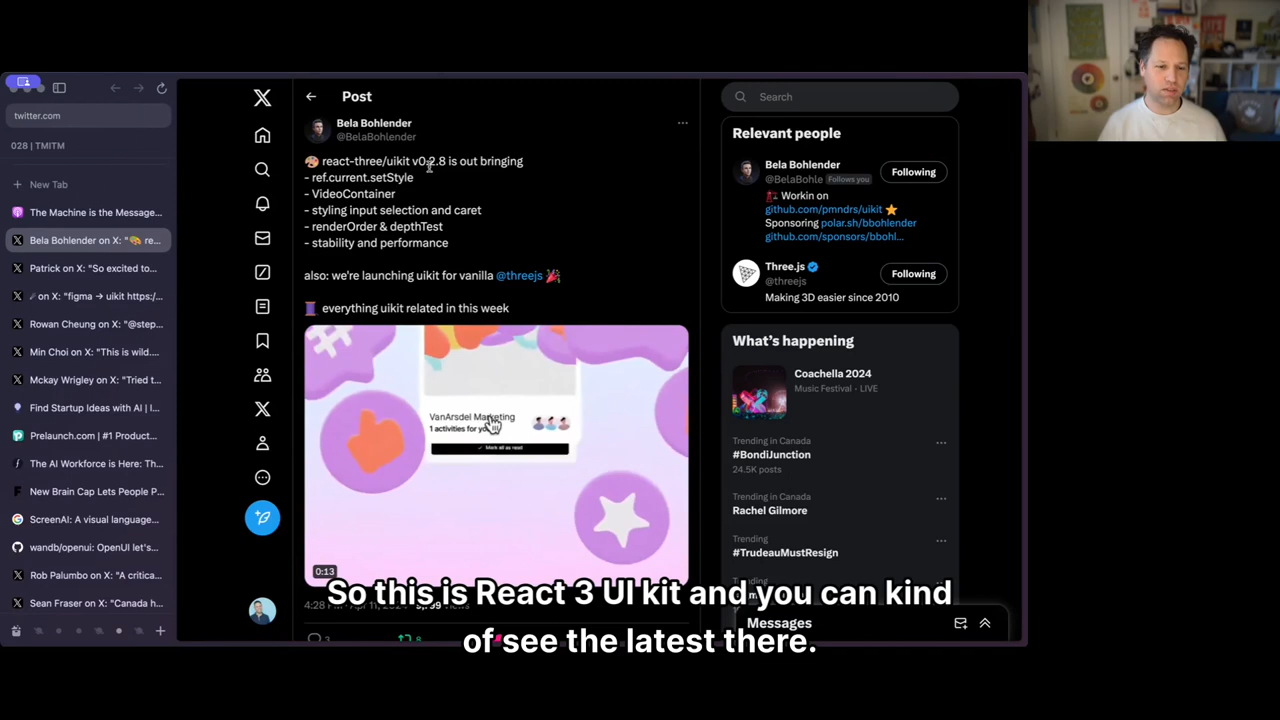 twitter.com
028 | TMITM
New Tab
The Machine is the Message...
Bela Bohlender on X: "🎨 re...
Patrick on X: "So excited to...
on X: "figma → uikit https:/...
Rowan Cheung on X: "@step...
Min Choi on X: "This is wild....
Mckay Wrigley on X: "Tried t...
Find Startup Ideas with AI | I...
Prelaunch.com | #1 Product...
The AI Workforce is Here: Th...
New Brain Cap Lets People P...
ScreenAI: A visual language...
wandb/openui: OpenUI let's...
Rob Palumbo on X: "A critica...
Sean Fraser on X: "Canada h...
Post
Bela Bohlender
@BelaBohlender
🎨 react-three/uikit v0.2.8 is out bringing
- ref.current.setStyle
- VideoContainer
- styling input selection and caret
- renderOrder & depthTest
- stability and performance
also: we're launching uikit for vanilla @threejs 🎉
🧵 everything uikit related in this week
VanArsdel Marketing
1 activities for you
✓ Mark all as read
0:13
3
8
Search
Relevant people
Bela Bohlender
@BelaBohle Follows you
Following
Workin on
github.com/pmndrs/uikit ⭐
Sponsoring polar.sh/bbohlender
github.com/sponsors/bbohl...
Three.js
@threejs
Following
Making 3D easier since 2010
What's happening
Coachella 2024
Music Festival • LIVE
Trending in Canada
#BondiJunction
24.5K posts
Trending in Canada
Rachel Gilmore
Trending
#TrudeauMustResign
Trending in Canada
Messages
So this is React 3 UI kit and you can kind
of see the latest there.